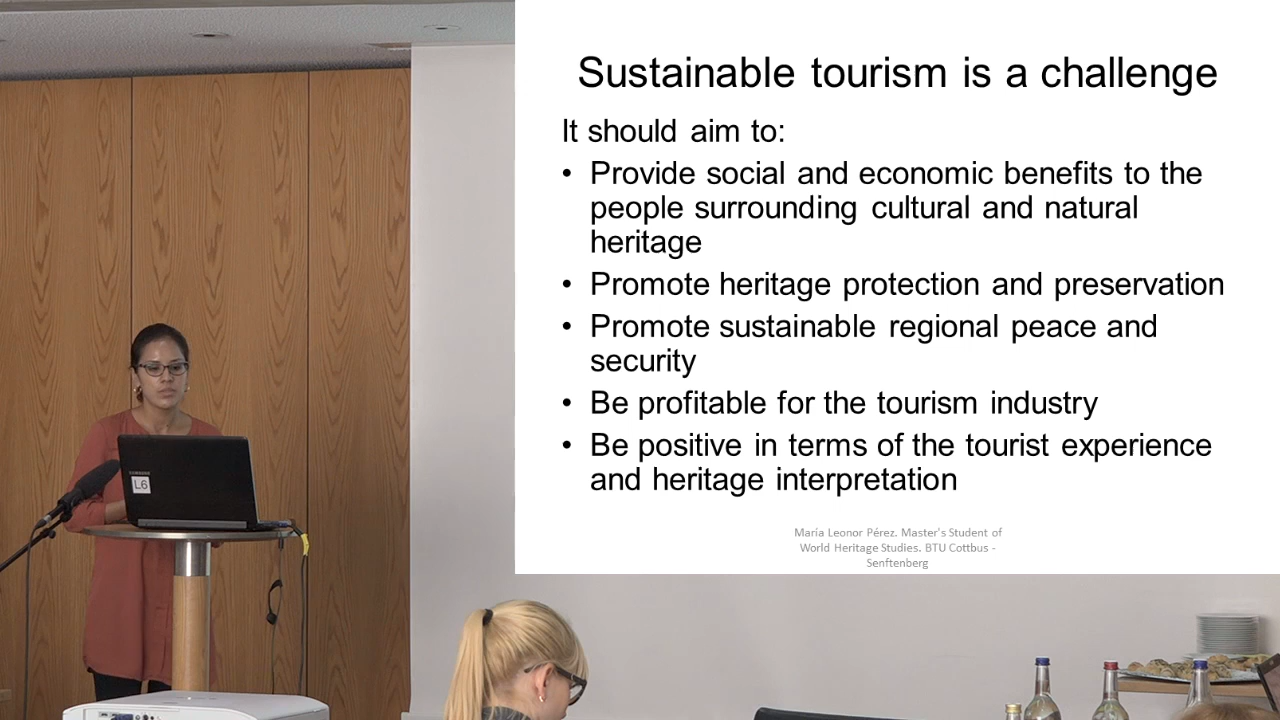 Sustainable tourism is a challenge
It should aim to:
• Provide social and economic benefits to the
people surrounding cultural and natural
heritage
• Promote heritage protection and preservation
• Promote sustainable regional peace and
security
• Be profitable for the tourism industry
• Be positive in terms of the tourist experience
and heritage interpretation
María Leonor Pérez. Master's Student of
World Heritage Studies. BTU Cottbus -
Senftenberg
SAMSUNG
L6